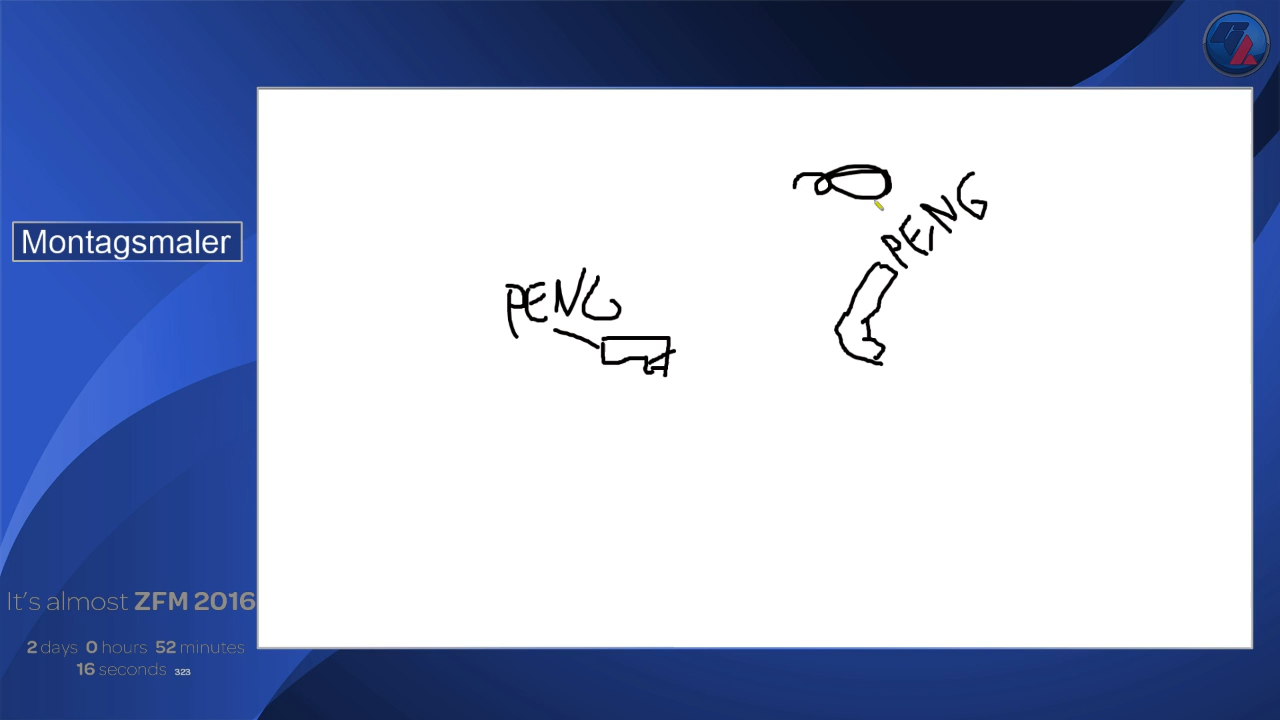 Montagsmaler
PENG
PENG
It's almost ZFM 2016
2 days 0 hours 52 minutes
16 seconds 323